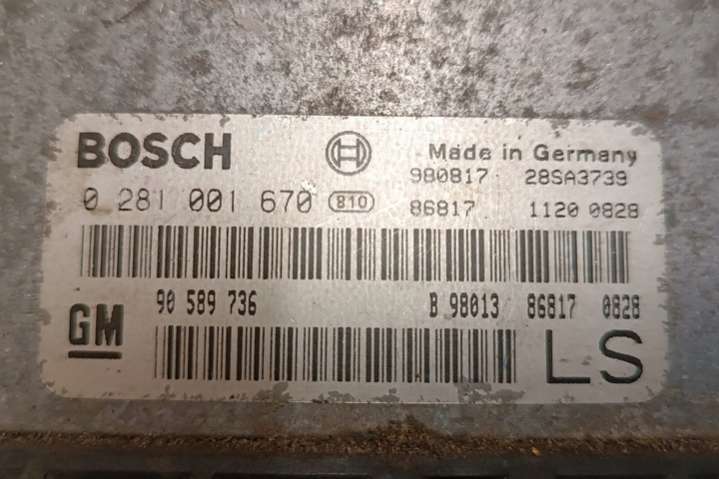 BOSCH
Made in Germany
980817 28SA3739
0 281 001 670 810 86817 1120 0828
90 589 736 B 98013 86817 0828
GM
LS